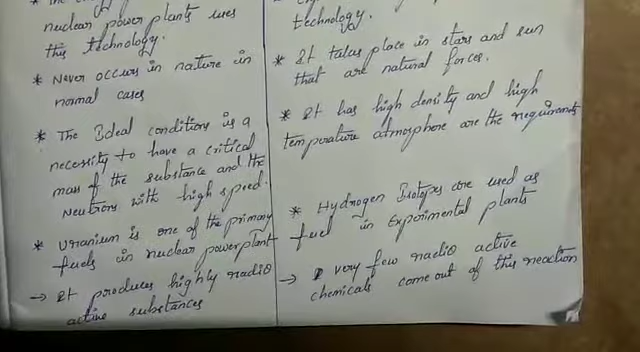 nuclear power plants uses
this technology.
* Never occurs in nature in
normal cases
* The Ideal conditions is a
necessity to have a critical
mass of the substance and the
Neutrons with high speed.
* Uranium is one of the primary
fuels in nuclear powerplant
→ It produces highly radio
active substances
technology.
* It takes place in stars and sun
that are natural forces.
* It has high density and high
temperature atmosphere are the requirments
* Hydrogen Isotopes are used as
fuel in Experimental plants
→ very few radio active
chemicals come out of this reaction